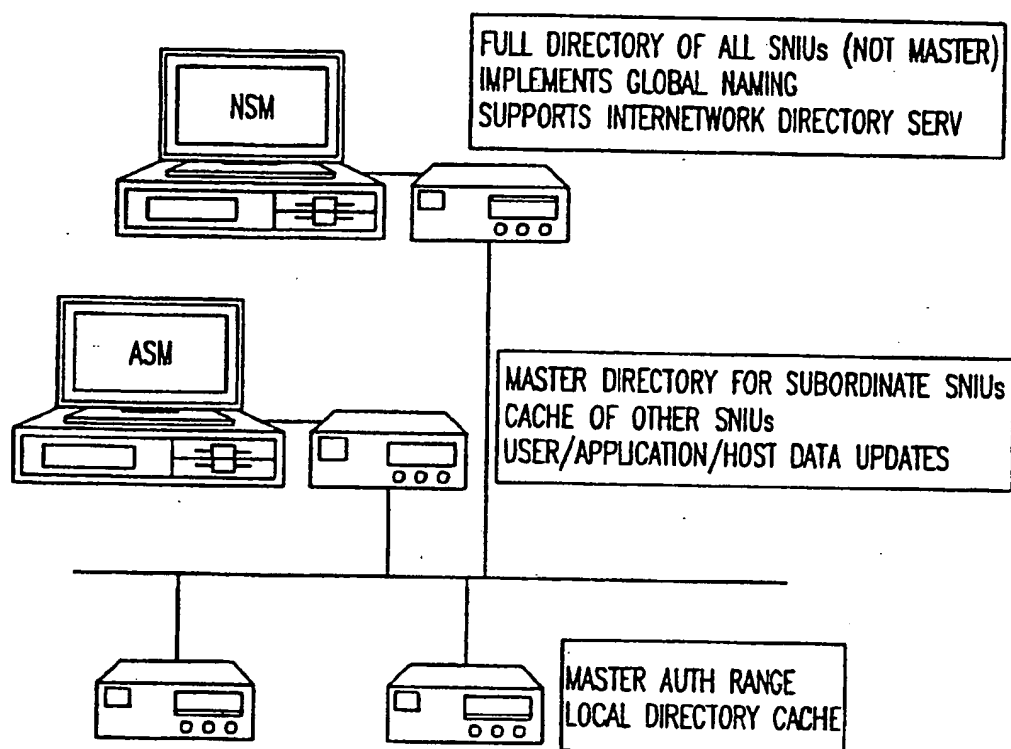 FULL DIRECTORY OF ALL SNIUs (NOT MASTER)
IMPLEMENTS GLOBAL NAMING
SUPPORTS INTERNETWORK DIRECTORY SERV
NSM
ASM
MASTER DIRECTORY FOR SUBORDINATE SNIUs
CACHE OF OTHER SNIUs
USER/APPLICATION/HOST DATA UPDATES
MASTER AUTH RANGE
LOCAL DIRECTORY CACHE